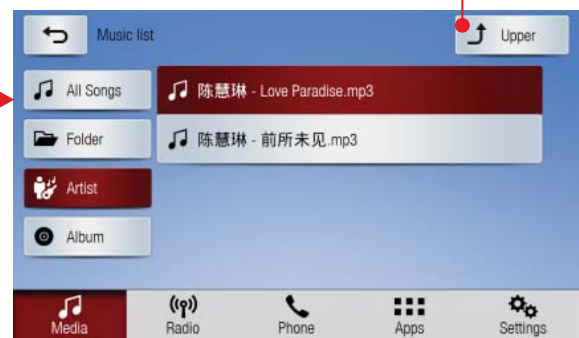 Music list
Upper
All Songs
陈慧琳 - Love Paradise.mp3
Folder
陈慧琳 - 前所未见.mp3
Artist
Album
Media
Radio
Phone
Apps
Settings